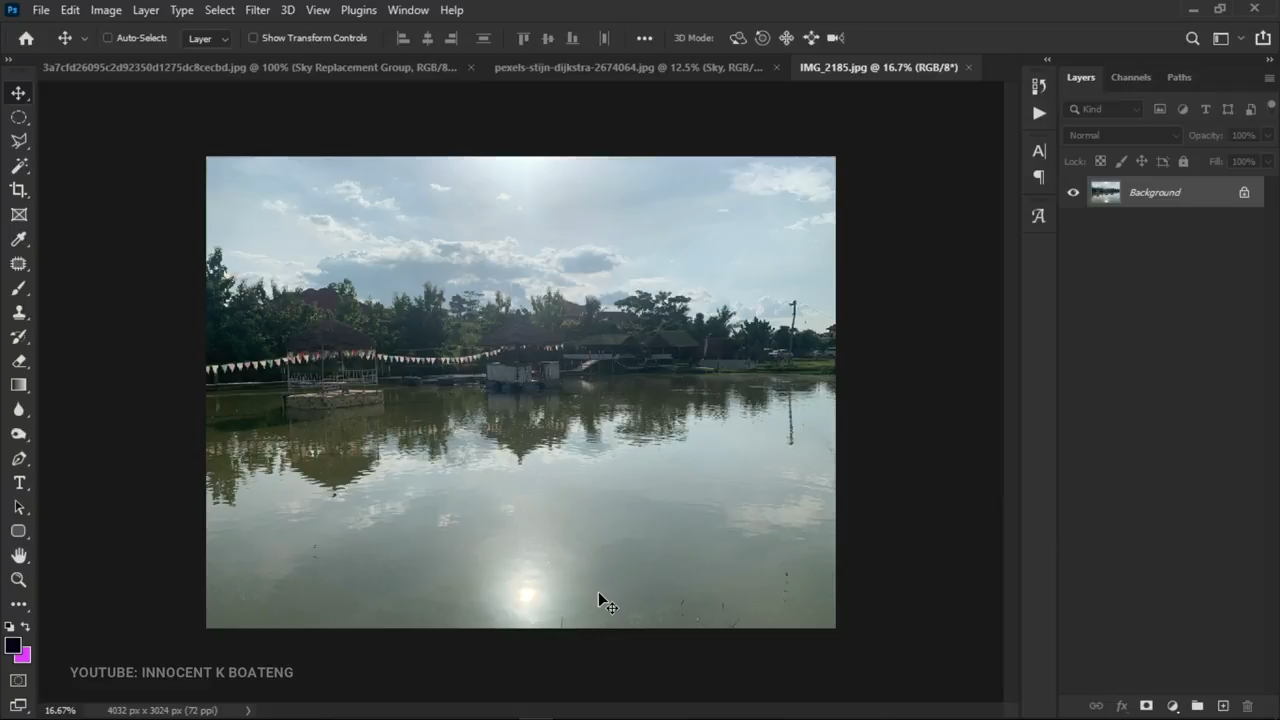 Ps File Edit Image Layer Type Select Filter 3D View Plugins Window Help
Auto-Select: Layer Show Transform Controls 3D Mode:
3a7cfd26095c2d92350d1275dc8cecbd.jpg @ 100% (Sky Replacement Group, RGB/8... × pexels-stijn-dijkstra-2674064.jpg @ 12.5% (Sky, RGB/... × IMG_2185.jpg @ 16.7% (RGB/8*) ×
Layers Channels Paths
Kind
Normal Opacity: 100%
Lock: Fill: 100%
Background
YOUTUBE: INNOCENT K BOATENG
16.67% 4032 px x 3024 px (72 ppi)